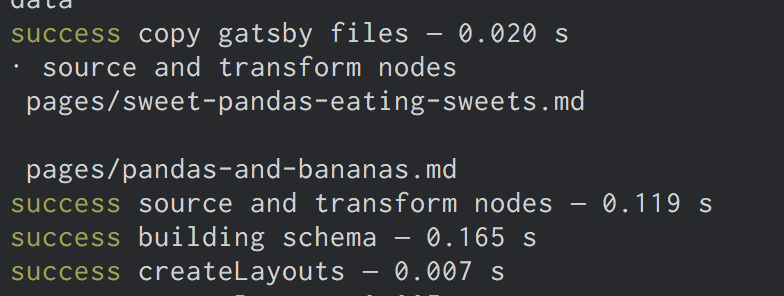 data
success copy gatsby files — 0.020 s
· source and transform nodes
pages/sweet-pandas-eating-sweets.md
pages/pandas-and-bananas.md
success source and transform nodes — 0.119 s
success building schema — 0.165 s
success createLayouts — 0.007 s